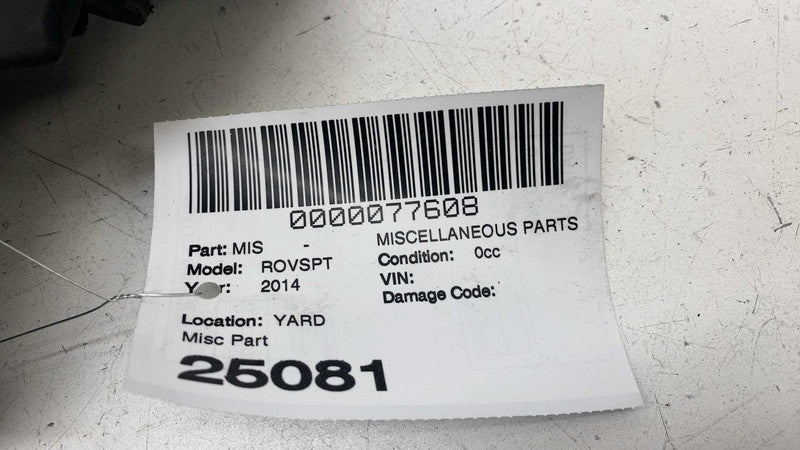 0000077608
Part: MIS - MISCELLANEOUS PARTS
Model: ROVSPT Condition: 0cc
2014 VIN:
Damage Code:
Location: YARD
Misc Part
25081